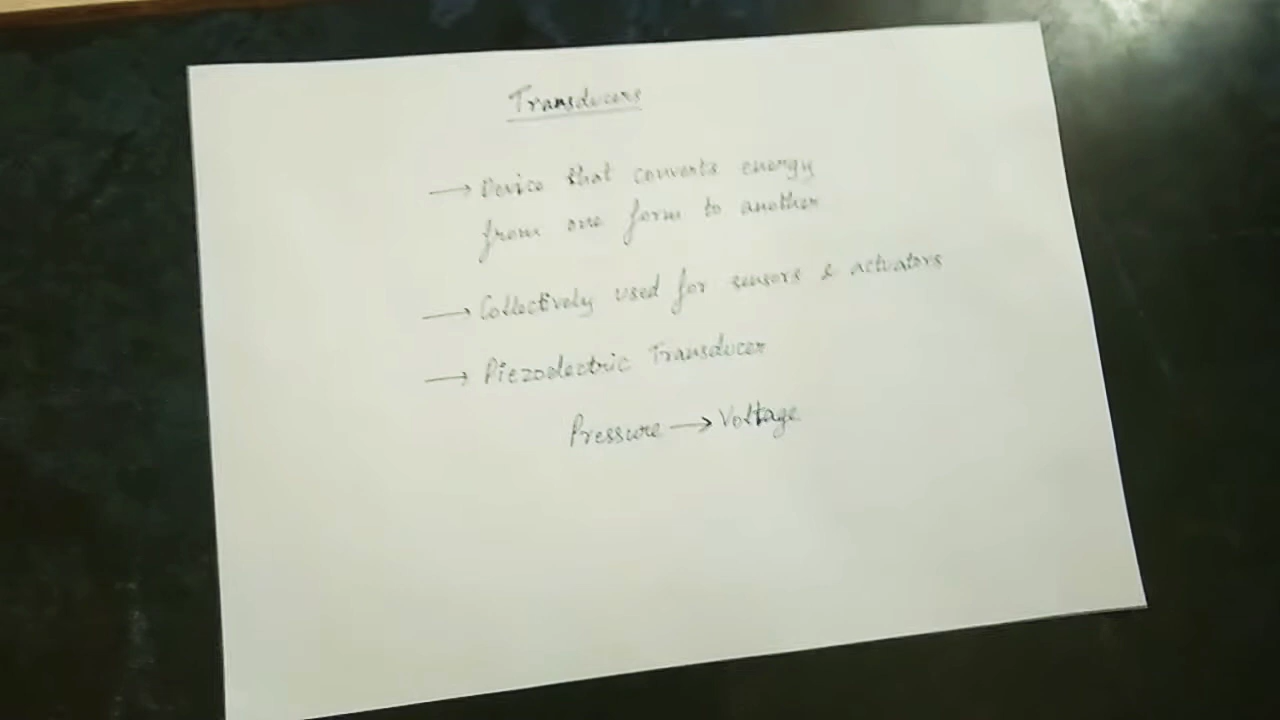 Transducers
→ Device that converts energy
from one form to another
→ Collectively used for sensors & actuators
→ Piezoelectric Transducer
Pressure → Voltage